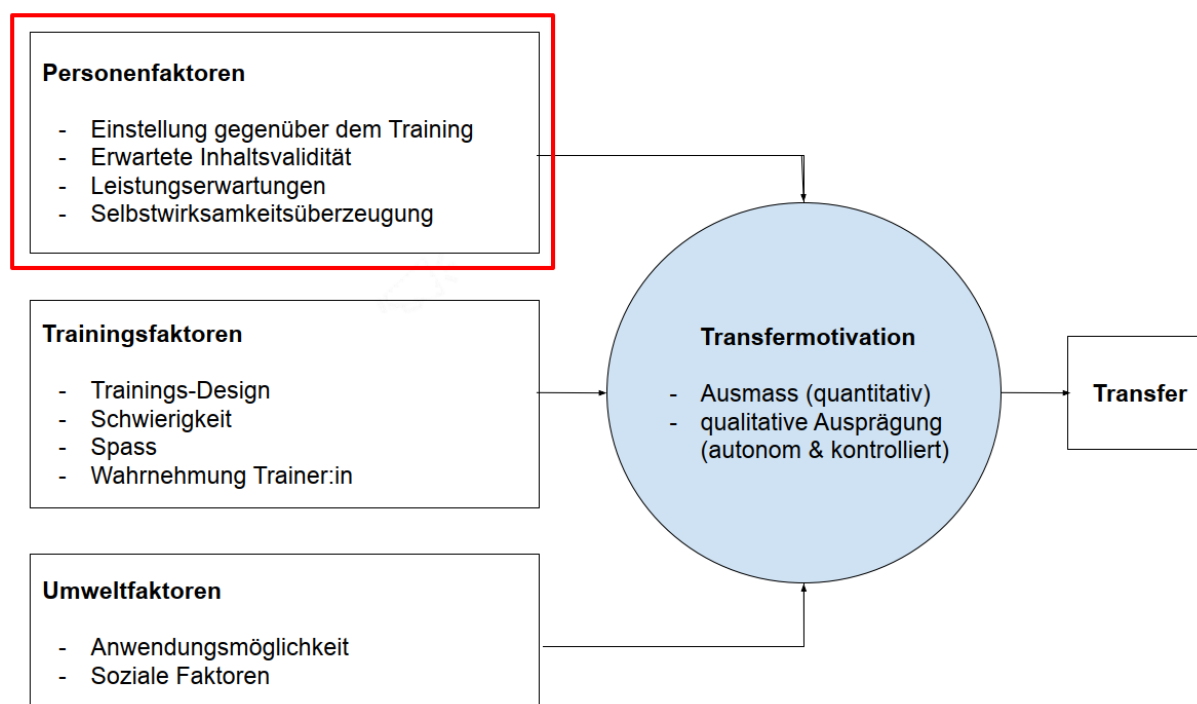 Personenfaktoren
- Einstellung gegenüber dem Training
- Erwartete Inhaltsvalidität
- Leistungserwartungen
- Selbstwirksamkeitsüberzeugung
Trainingsfaktoren
- Trainings-Design
- Schwierigkeit
- Spass
- Wahrnehmung Trainer:in
Umweltfaktoren
- Anwendungsmöglichkeit
- Soziale Faktoren
Transfermotivation
- Ausmass (quantitativ)
- qualitative Ausprägung
(autonom & kontrolliert)
Transfer